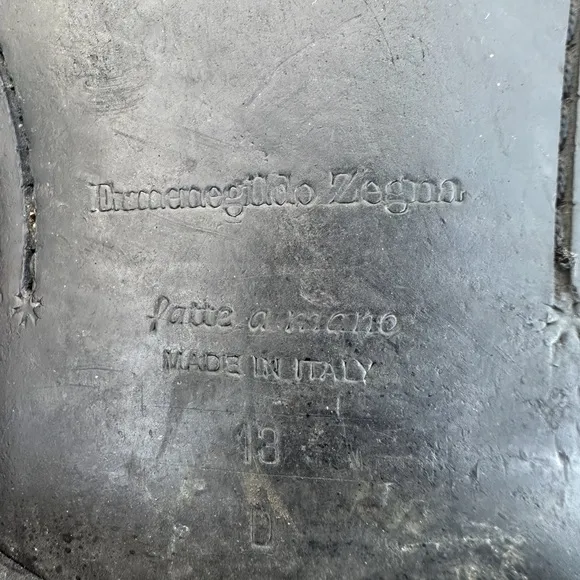 Ermenegildo Zegna
fatte a mano
MADE IN ITALY
13
D